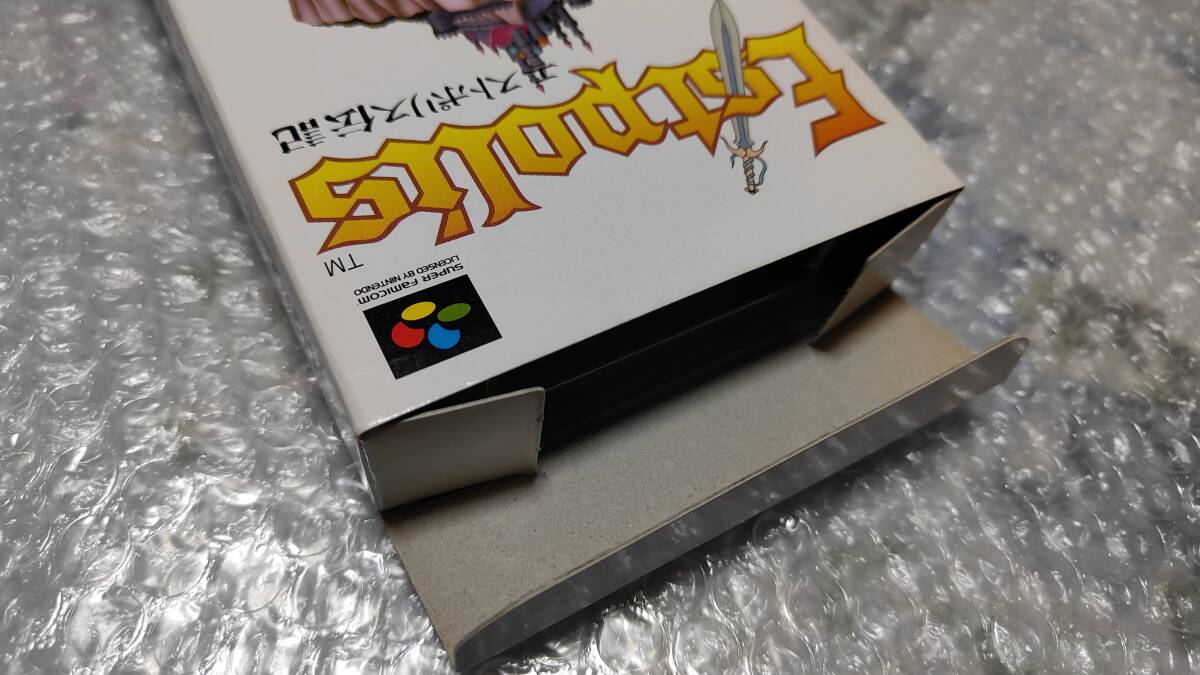 Estpolis
TM
エストポリス伝記
SUPER FAMICOM
LICENSED BY NINTENDO